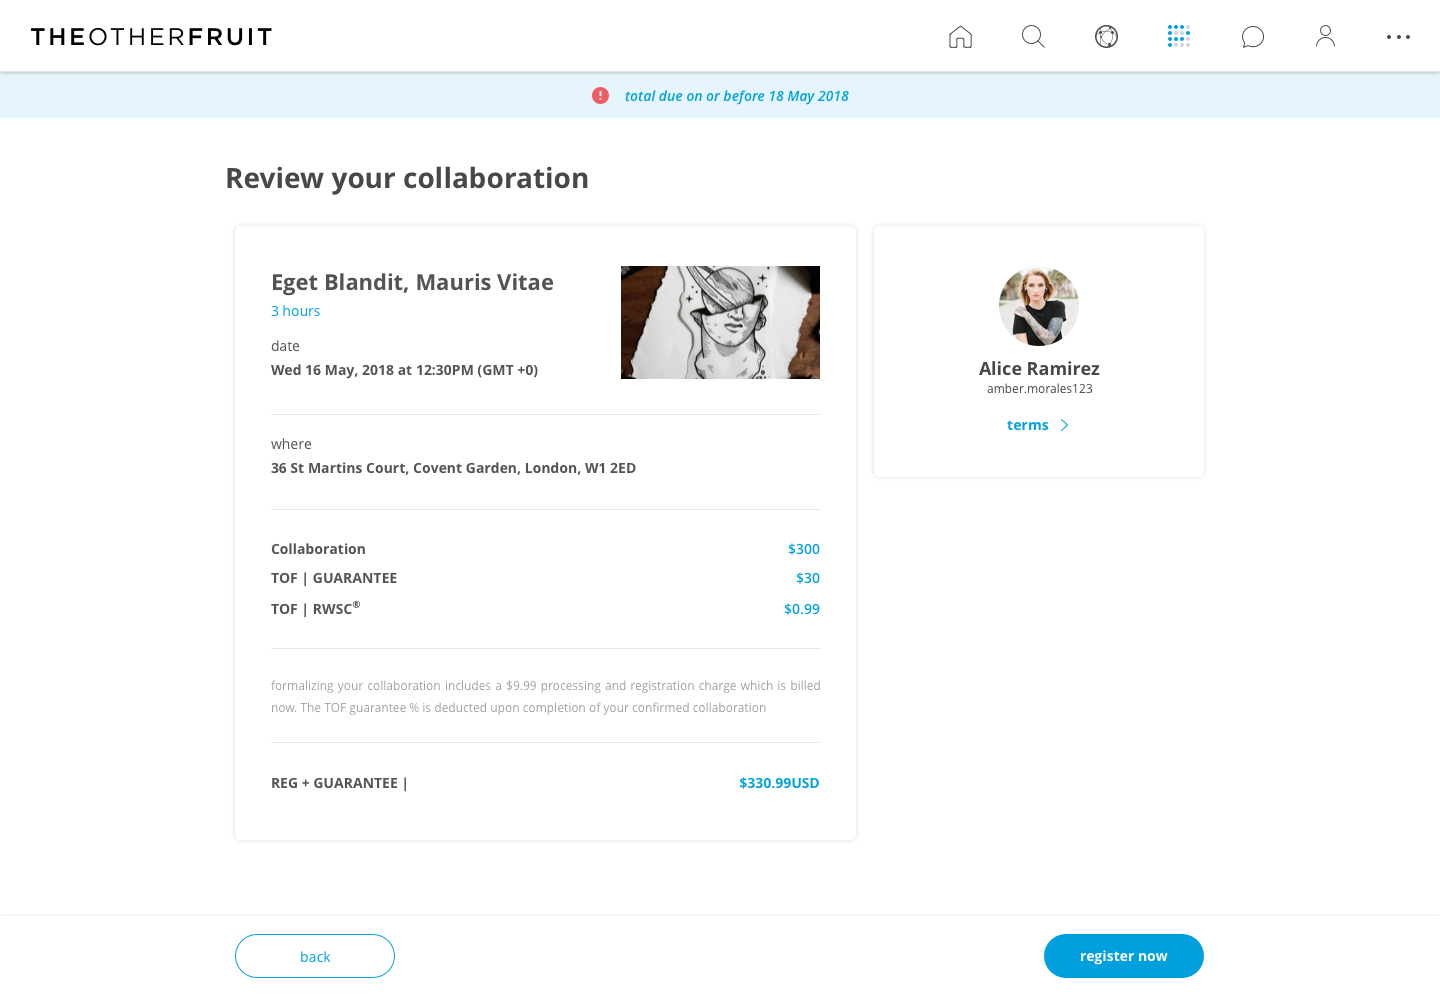 THEOTHERFRUIT
total due on or before 18 May 2018
Review your collaboration
Eget Blandit, Mauris Vitae
3 hours
date
Wed 16 May, 2018 at 12:30PM (GMT +0)
where
36 St Martins Court, Covent Garden, London, W1 2ED
Collaboration $300
TOF | GUARANTEE $30
TOF | RWSC® $0.99
formalizing your collaboration includes a $9.99 processing and registration charge which is billed
now. The TOF guarantee % is deducted upon completion of your confirmed collaboration
REG + GUARANTEE | $330.99USD
Alice Ramirez
amber.morales123
terms
back
register now